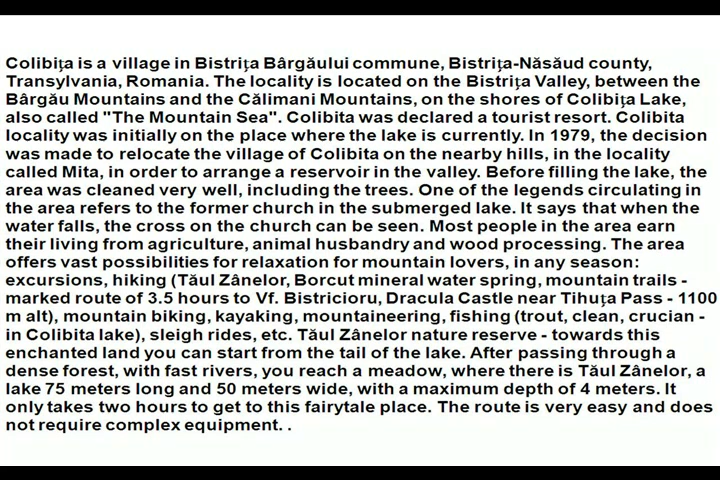 Colibița is a village in Bistrița Bârgăului commune, Bistrița-Năsăud county,
Transylvania, Romania. The locality is located on the Bistrița Valley, between the
Bârgău Mountains and the Călimani Mountains, on the shores of Colibița Lake,
also called "The Mountain Sea". Colibita was declared a tourist resort. Colibita
locality was initially on the place where the lake is currently. In 1979, the decision
was made to relocate the village of Colibita on the nearby hills, in the locality
called Mita, in order to arrange a reservoir in the valley. Before filling the lake, the
area was cleaned very well, including the trees. One of the legends circulating in
the area refers to the former church in the submerged lake. It says that when the
water falls, the cross on the church can be seen. Most people in the area earn
their living from agriculture, animal husbandry and wood processing. The area
offers vast possibilities for relaxation for mountain lovers, in any season:
excursions, hiking (Tăul Zânelor, Borcut mineral water spring, mountain trails -
marked route of 3.5 hours to Vf. Bistricioru, Dracula Castle near Tihuța Pass - 1100
m alt), mountain biking, kayaking, mountaineering, fishing (trout, clean, crucian -
in Colibita lake), sleigh rides, etc. Tăul Zânelor nature reserve - towards this
enchanted land you can start from the tail of the lake. After passing through a
dense forest, with fast rivers, you reach a meadow, where there is Tăul Zânelor, a
lake 75 meters long and 50 meters wide, with a maximum depth of 4 meters. It
only takes two hours to get to this fairytale place. The route is very easy and does
not require complex equipment. .